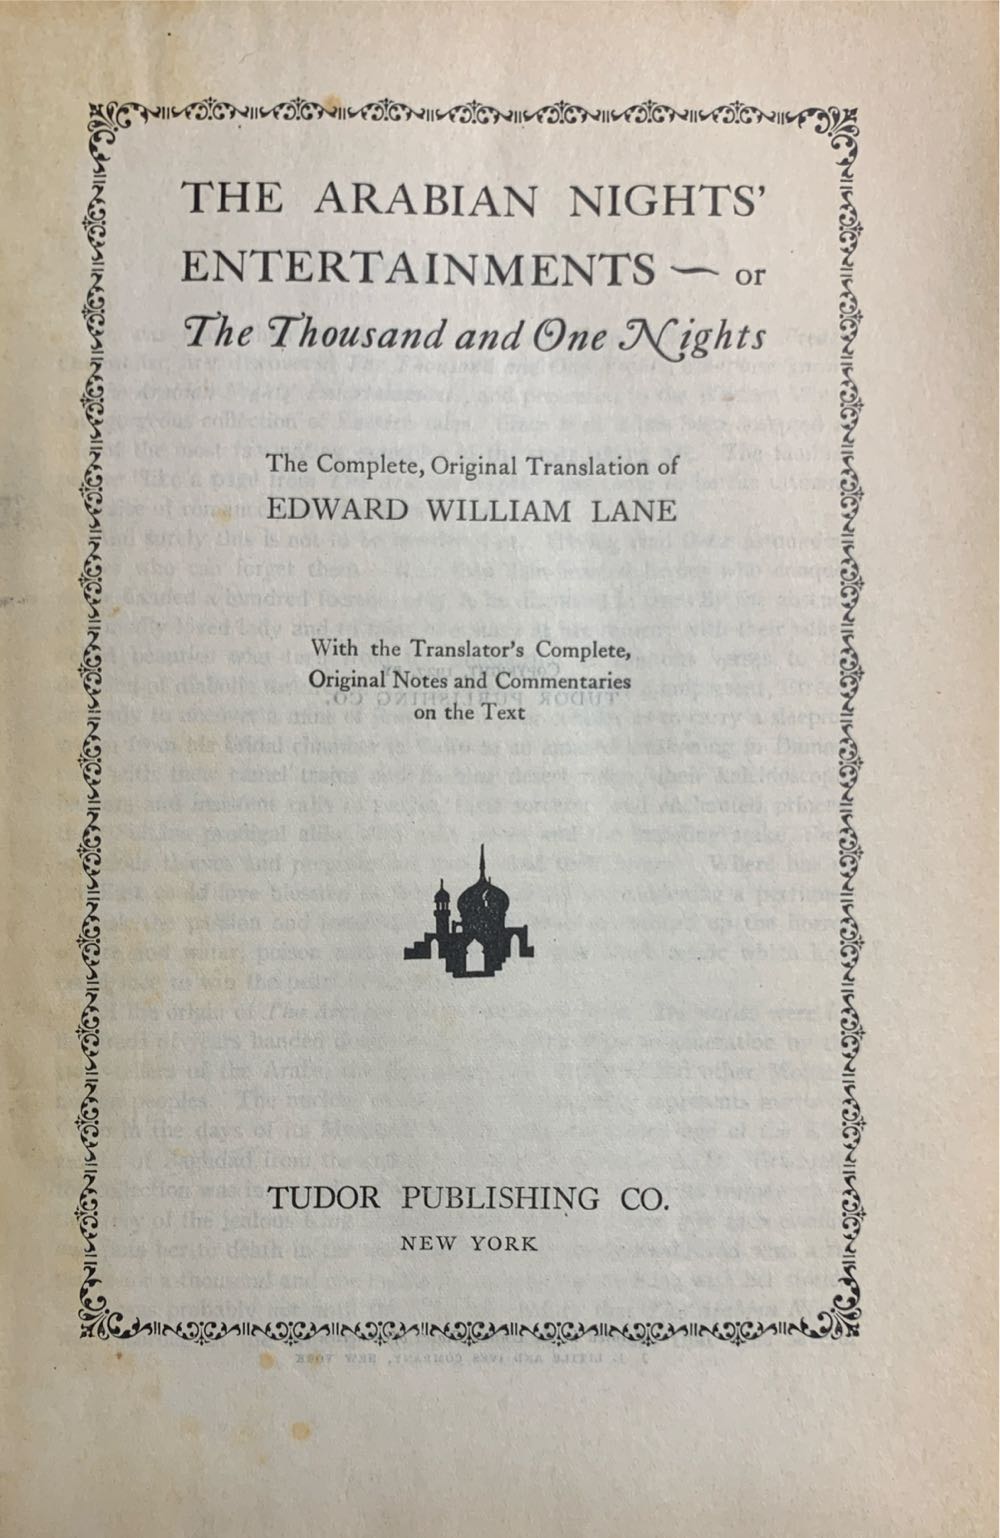 THE ARABIAN NIGHTS'
ENTERTAINMENTS — or
The Thousand and One Nights
The Complete, Original Translation of
EDWARD WILLIAM LANE
With the Translator's Complete,
Original Notes and Commentaries
on the Text
TUDOR PUBLISHING CO.
NEW YORK